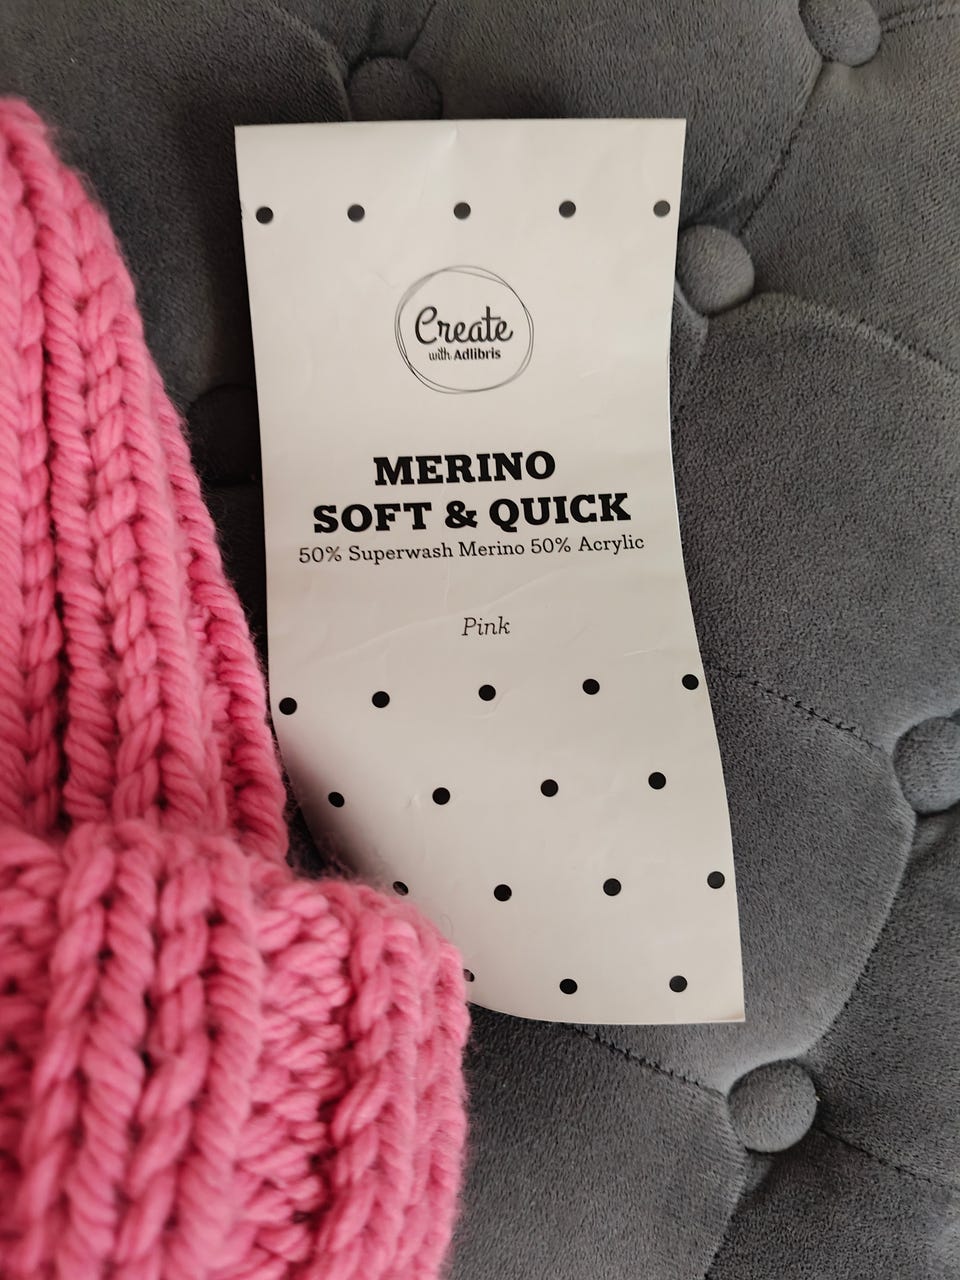 Create
with Adlibris
MERINO
SOFT & QUICK
50% Superwash Merino 50% Acrylic
Pink